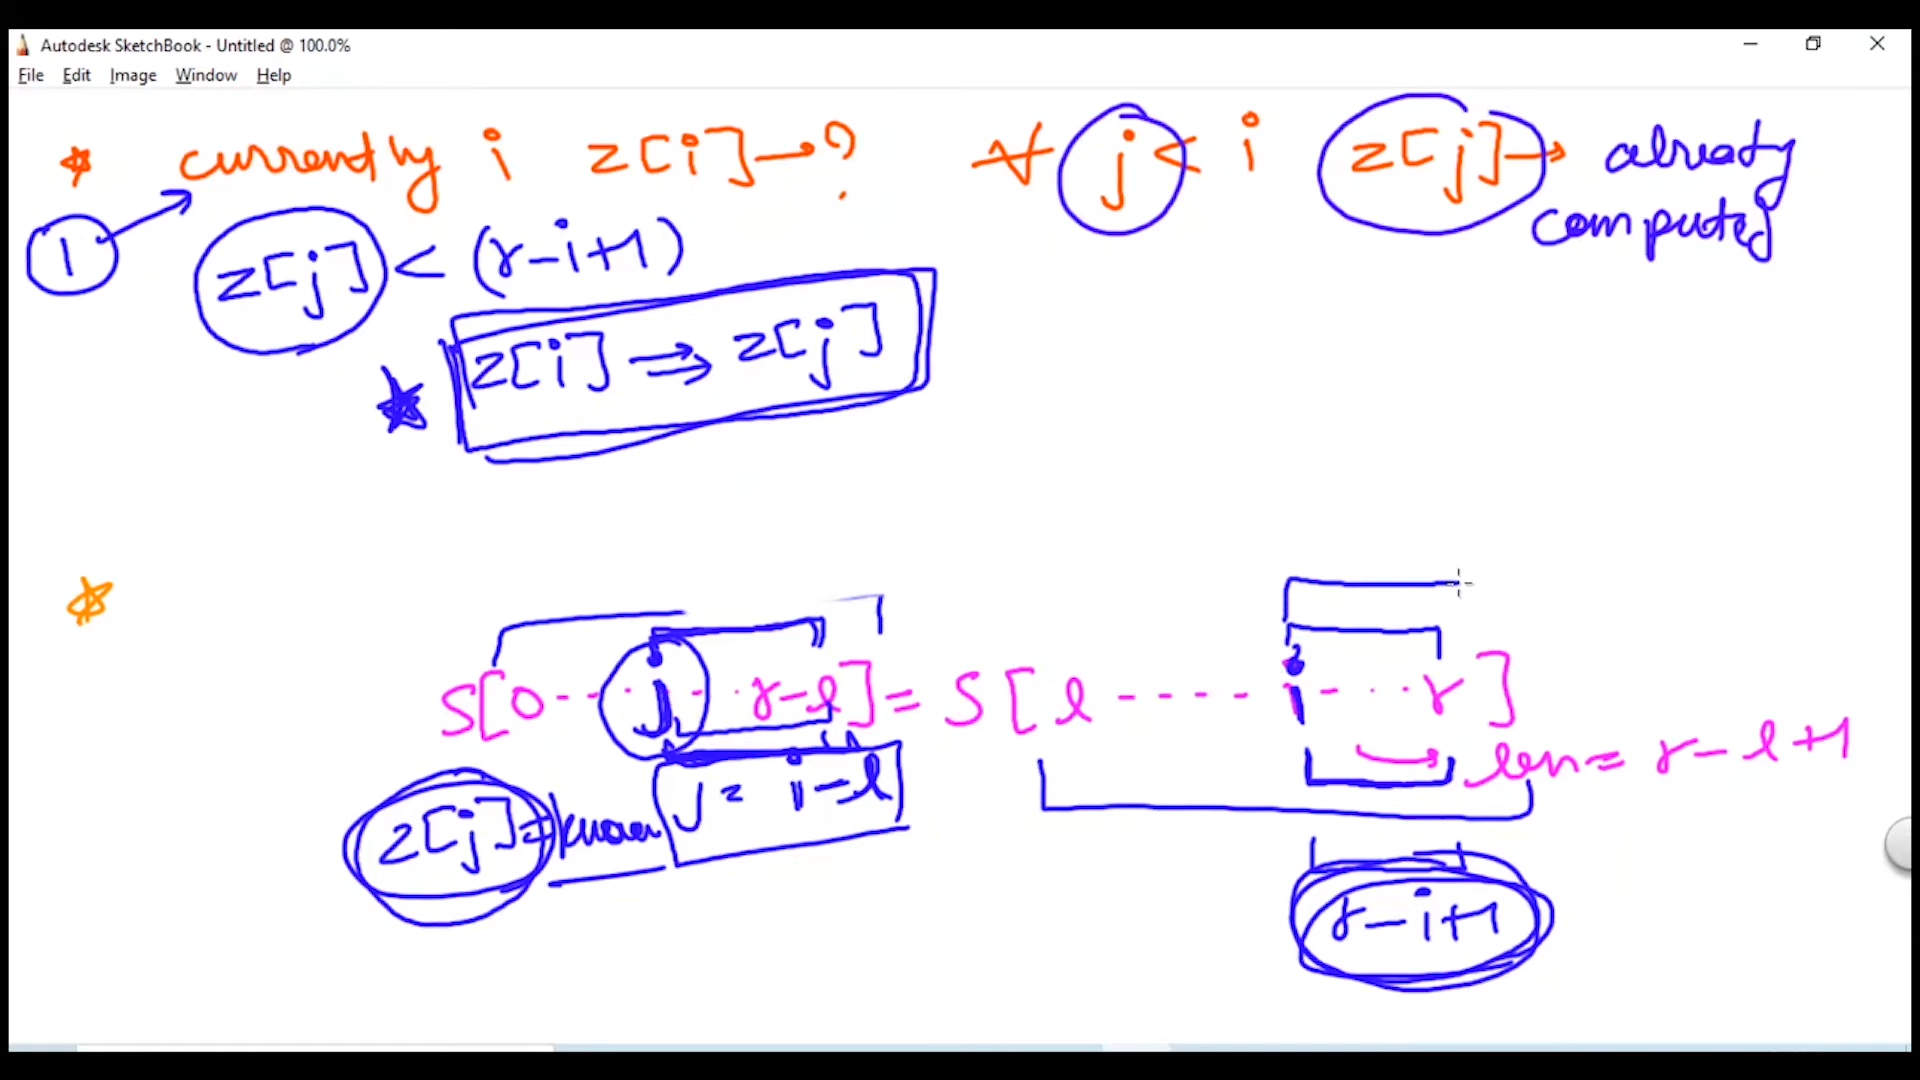 Autodesk SketchBook - Untitled @ 100.0%
File Edit Image Window Help
* currently i z[i]→? ∀ j < i z[j]→ already computed
1 z[j] < (r-i+1)
* z[i] ⇒ z[j]
*
S[0-- j ··r-l] = S[l ---- i-··r]
len = r-l+1
z[j] = known j = i-l
r-i+1